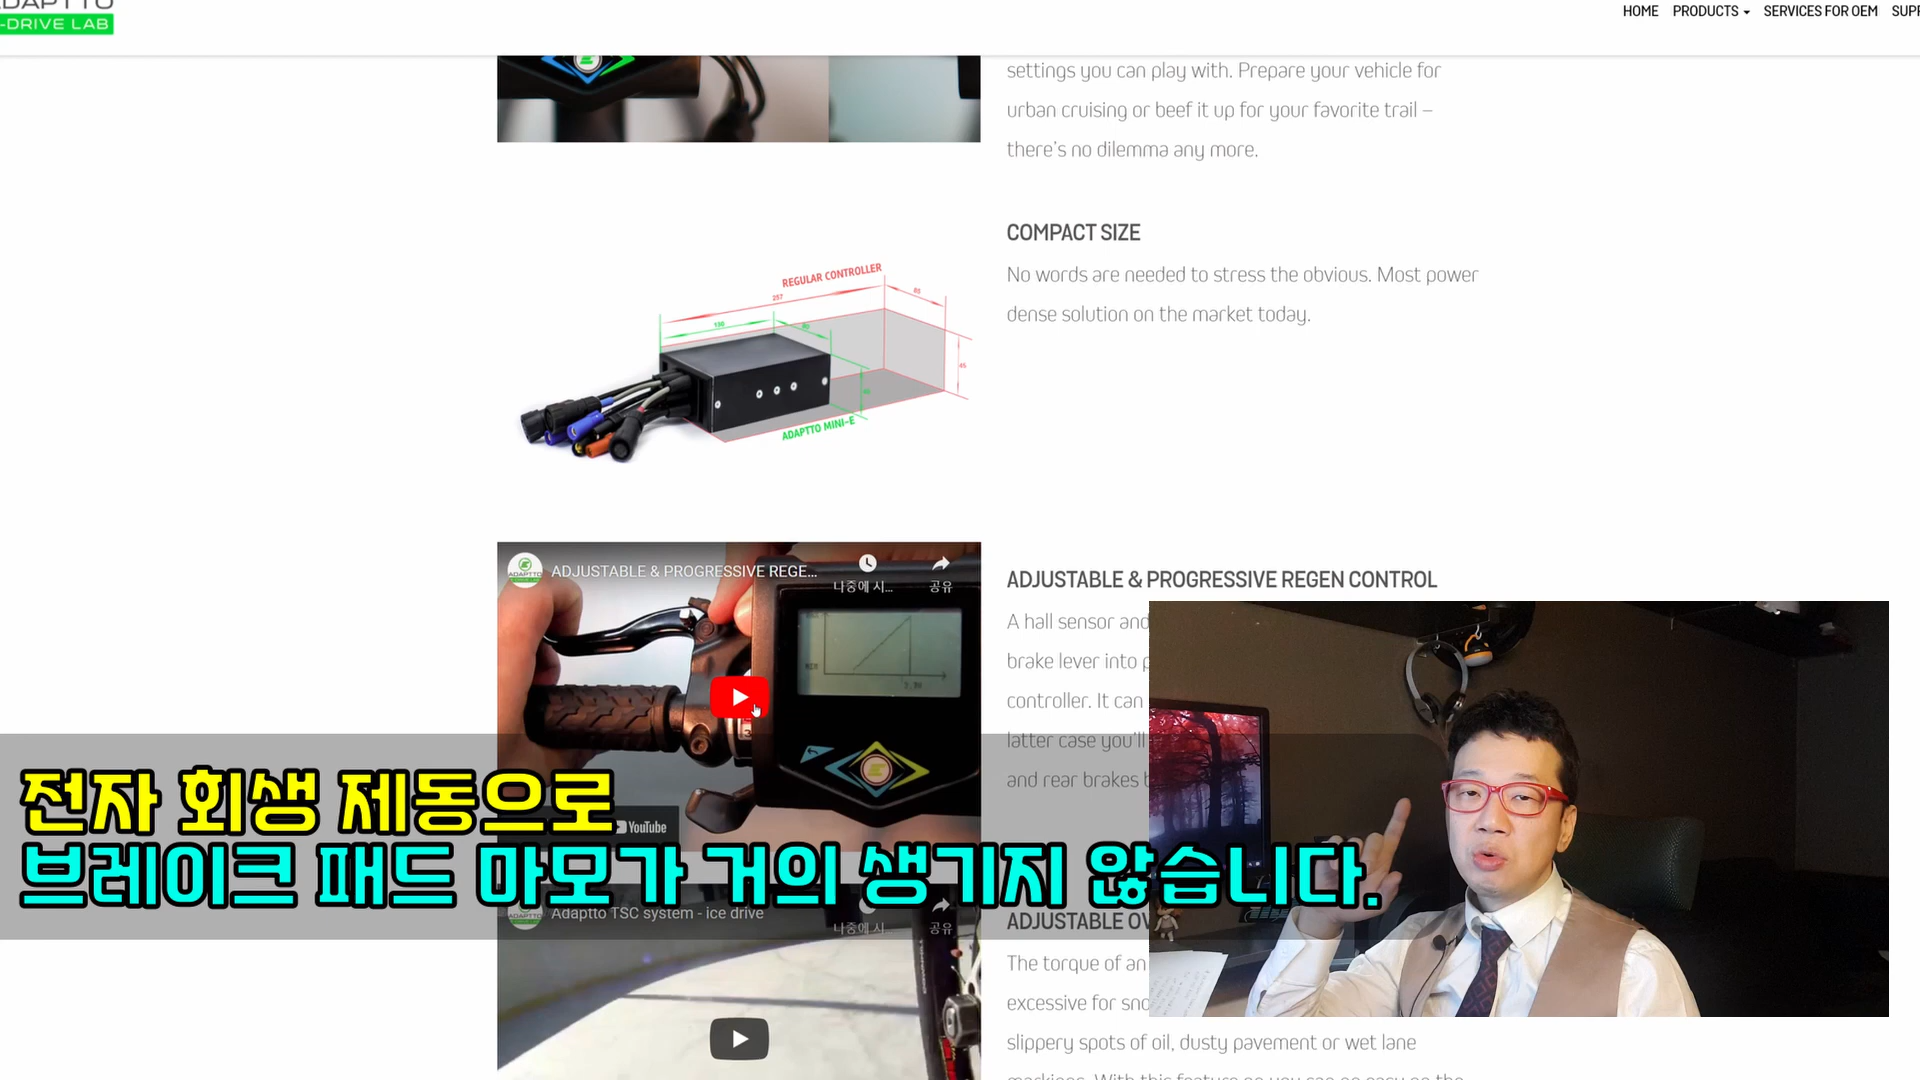 ADAPTTO
E-DRIVE LAB
HOME PRODUCTS SERVICES FOR OEM
settings you can play with. Prepare your vehicle for
urban cruising or beef it up for your favorite trail –
there's no dilemma any more.
COMPACT SIZE
No words are needed to stress the obvious. Most power
dense solution on the market today.
REGULAR CONTROLLER
257
85
45
ADAPTTO MINI-E
ADJUSTABLE & PROGRESSIVE REGE...
나중에 시...
공유
ADJUSTABLE & PROGRESSIVE REGEN CONTROL
A hall sensor and
brake lever into
controller. It can
latter case you'll
and rear brakes
YouTube
전자 회생 제동으로
브레이크 패드 마모가 거의 생기지 않습니다.
Adaptto TSC system - ice drive
나중에 시
공유
ADJUSTABLE
The torque of an
excessive for
slippery spots of oil, dusty pavement or wet lane